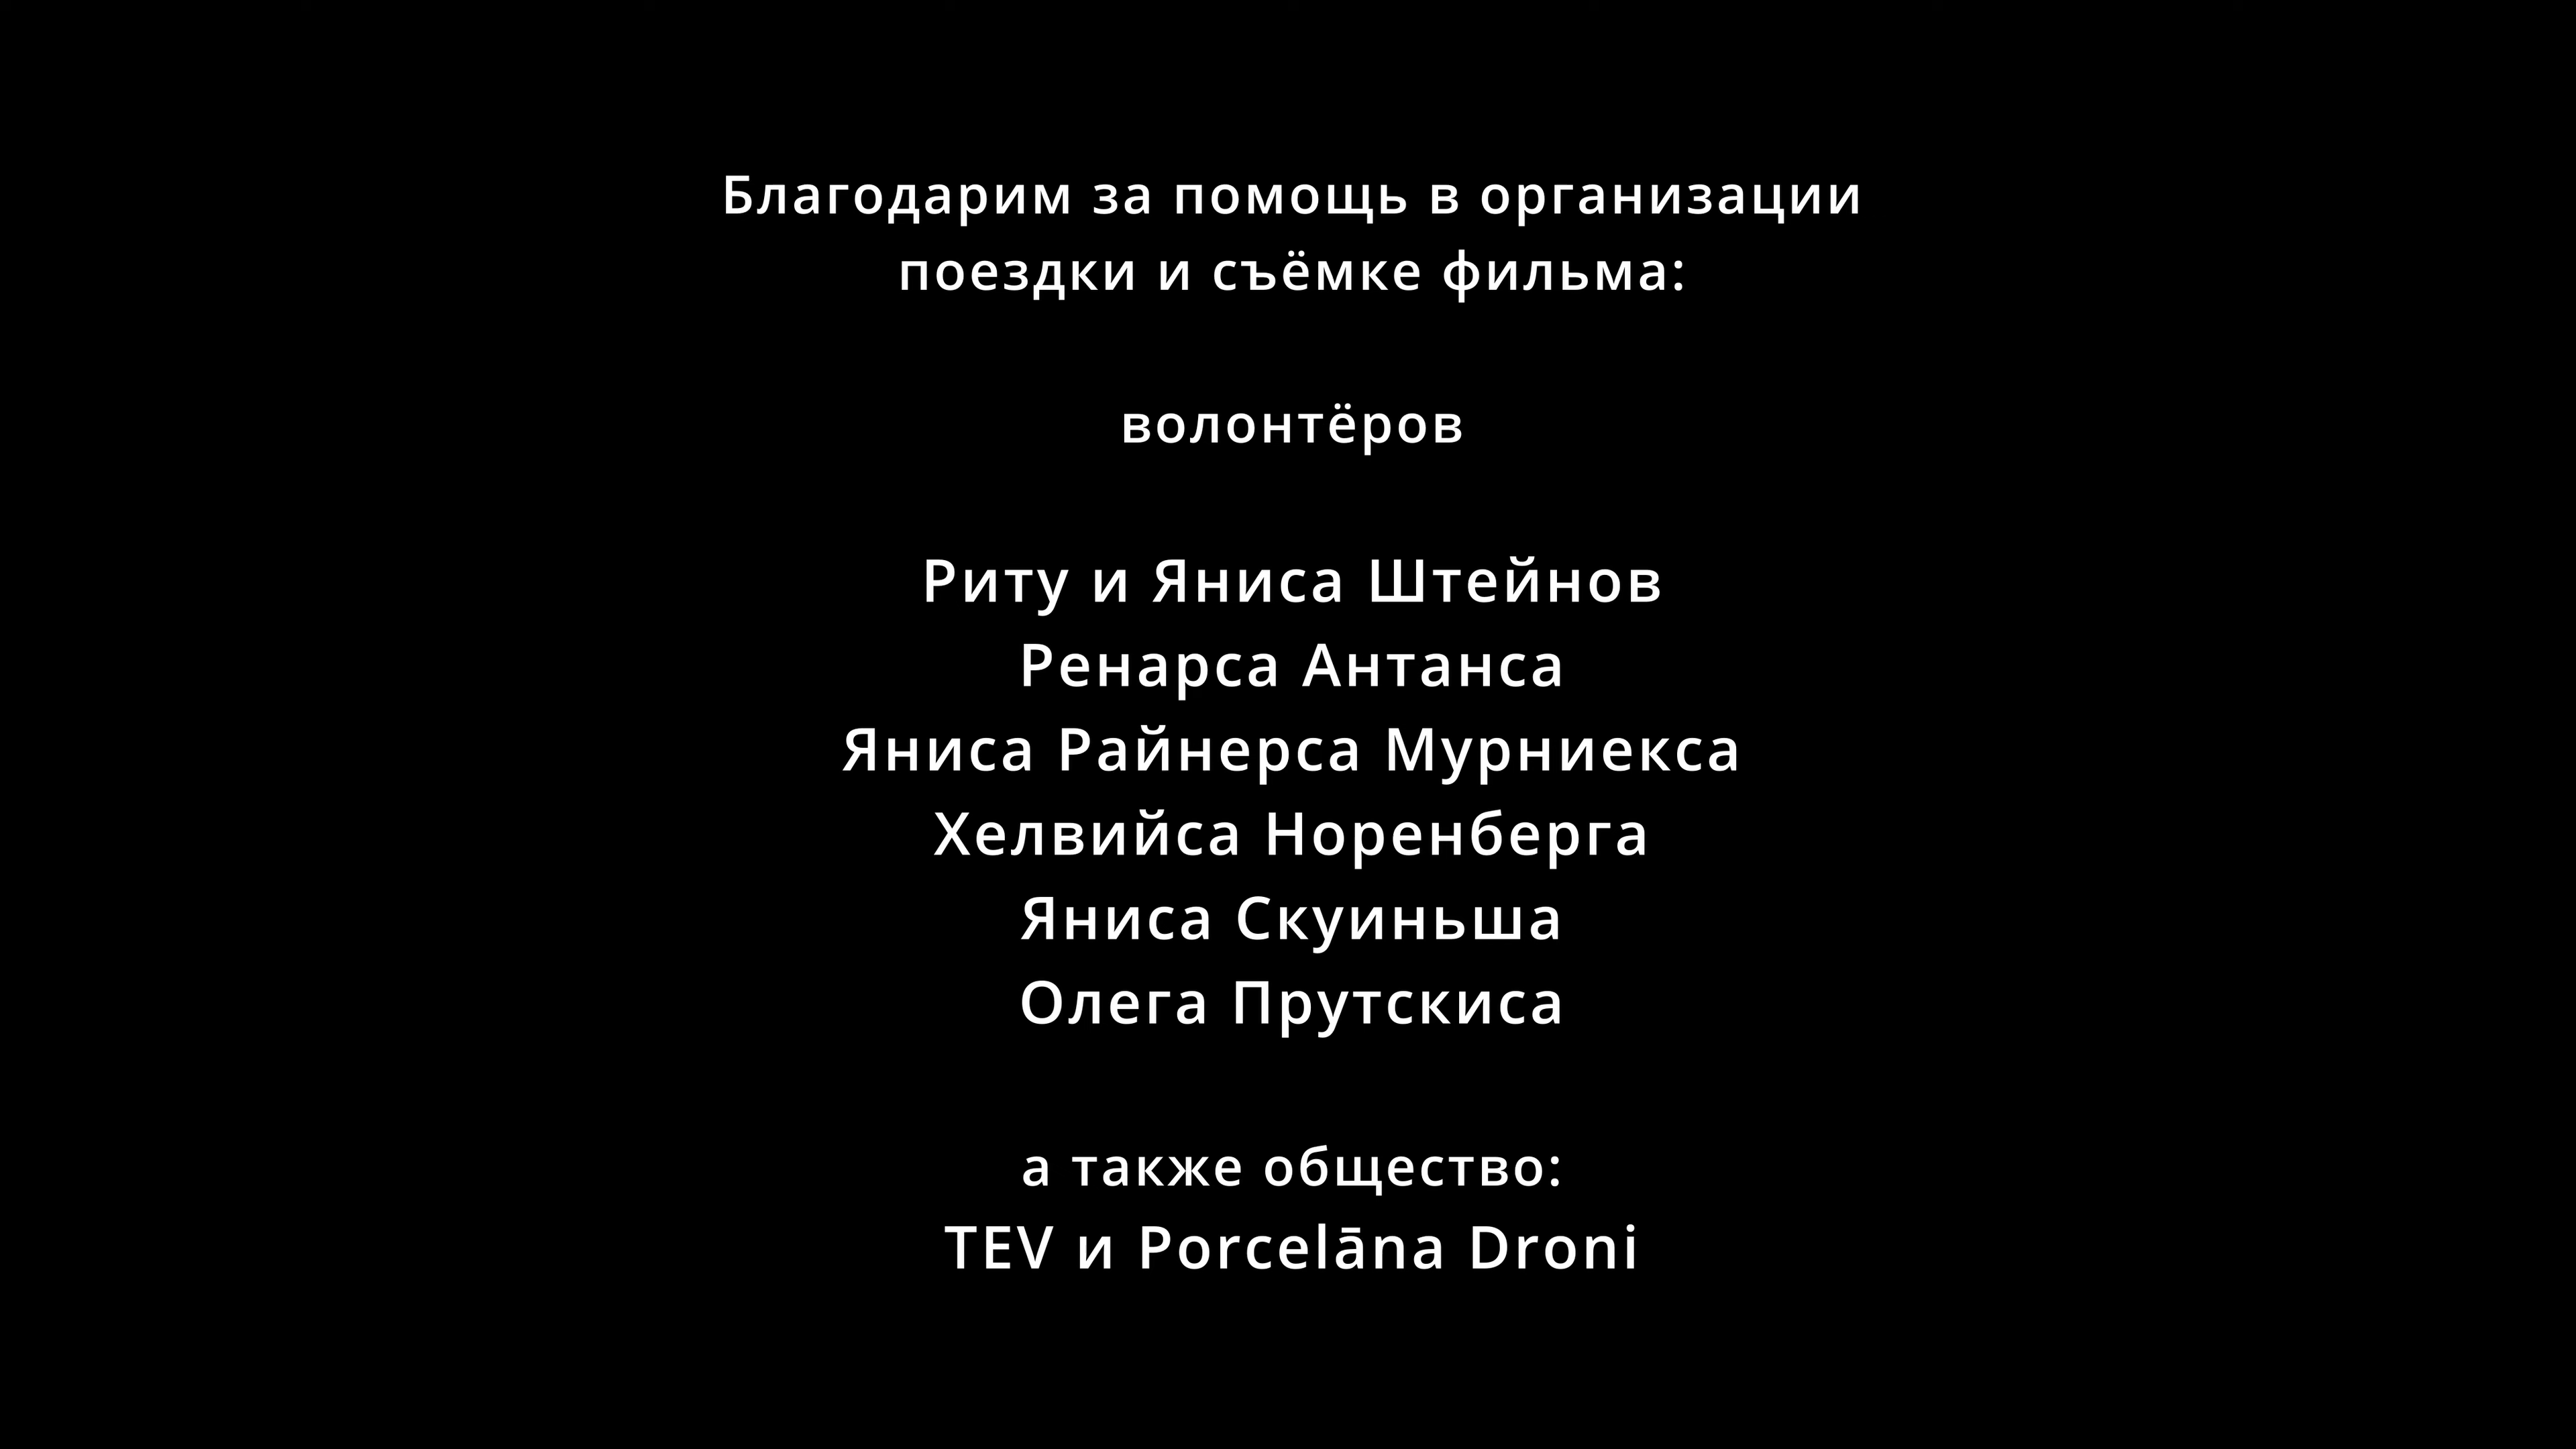 Благодарим за помощь в организации
поездки и съёмке фильма:
волонтёров
Риту и Яниса Штейнов
Ренарса Антанса
Яниса Райнерса Мурниекса
Хелвийса Норенберга
Яниса Скуиньша
Олега Прутскиса
а также общество:
TEV и Porcelāna Droni